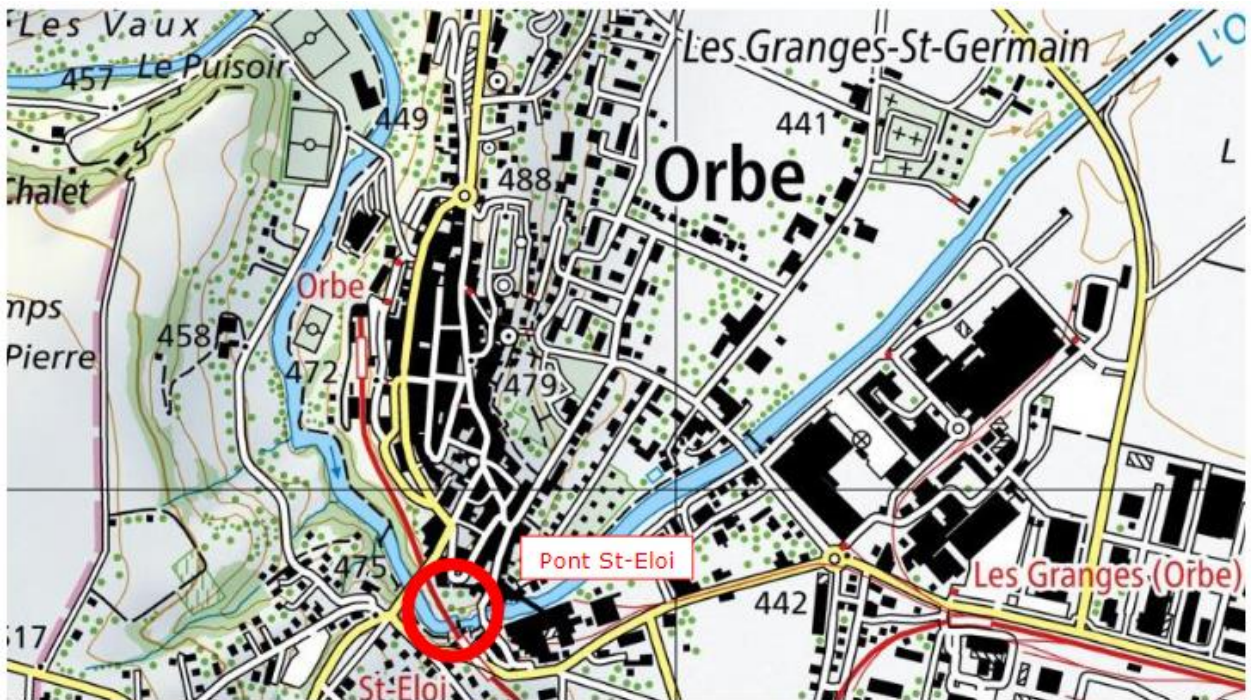 Les Vaux
457
Le Puisoir
Les Granges-St-Germain
L'O
449
441
488
Orbe
L
Chalet
Orbe
mps
Pierre
458
472
479
Pont St-Eloi
475
Les Granges (Orbe)
442
517
St-Eloi